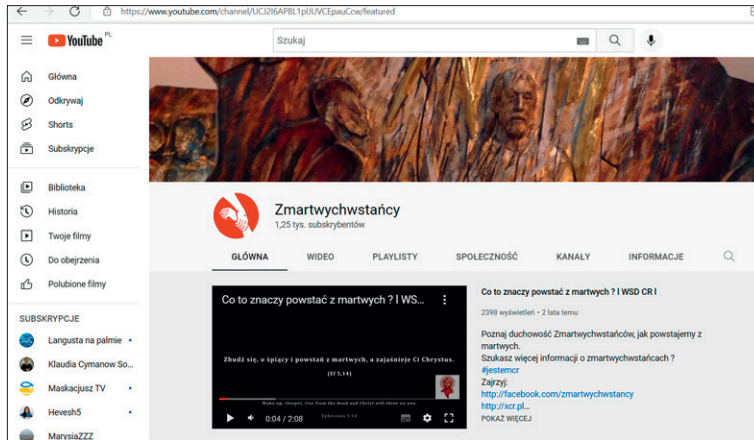 https://www.youtube.com/channel/UCJ2I6APBL1pUUVCEpauCcw/featured
YouTube PL
Szukaj
Główna
Odkrywaj
Shorts
Subskrypcje
Biblioteka
Historia
Twoje filmy
Do obejrzenia
Polubione filmy
SUBSKRYPCJE
Langusta na palmie
Klaudia Cymanow So...
Maskacjusz TV
Hevesh5
MarysiaZZZ
Zmartwychwstańcy
1,25 tys. subskrybentów
GŁÓWNA WIDEO PLAYLISTY SPOŁECZNOŚĆ KANAŁY INFORMACJE
Co to znaczy powstać z martwych ? l WS...
Zbudź się, o śpiący i powstań z martwych, a zajaśnieje Ci Chrystus.
(Ef 5,14)
Wake up, sleeper, rise from the dead and Christ will shine on you.
Ephesians 5:14
0:04 / 2:08
Co to znaczy powstać z martwych ? l WSD CR l
2398 wyświetleń • 2 lata temu
Poznaj duchowość Zmartwychwstańców, jak powstajemy z
martwych.
Szukasz więcej informacji o zmartwychwstańcach ?
#jestemcr
Zajrzyj:
http://facebook.com/zmartwychwstancy
http://xcr.pl...
POKAŻ WIĘCEJ